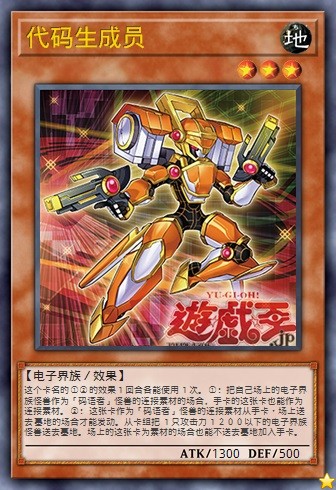 代码生成员
地
YU-GI-OH!
遊戯王
.JP
【电子界族／效果】
这个卡名的①②的效果1回合各能使用1次。①：把自己场上的电子界
族怪兽作为「码语者」怪兽的连接素材的场合，手卡的这张卡也能作为
连接素材。②：这张卡作为「码语者」怪兽的连接素材从手卡·场上送
去墓地的场合才能发动。从卡组把1只攻击力1200以下的电子界族
怪兽送去墓地。场上的这张卡为素材的场合也能不送去墓地加入手卡。
ATK/1300 DEF/500